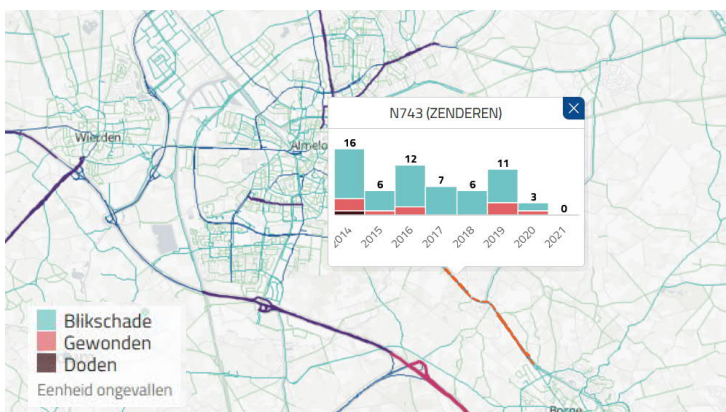 Wierden
Almelo
N743 (ZENDEREN)
16
6
12
7
6
11
3
0
2014
2015
2016
2017
2018
2019
2020
2021
Blikschade
Gewonden
Doden
Eenheid ongevallen
Borne